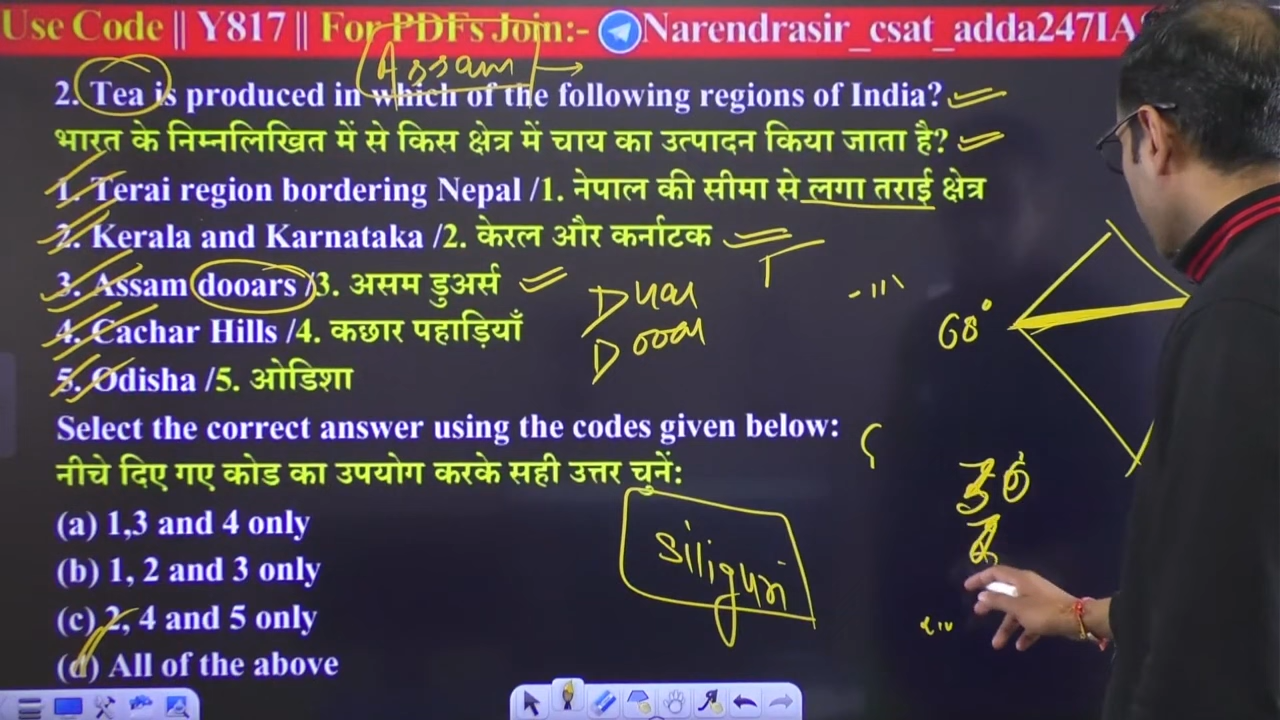 Use Code || Y817 || For PDFs Join:- Narendrasir_csat_adda247IAS
Assam
2. Tea is produced in which of the following regions of India?
भारत के निम्नलिखित में से किस क्षेत्र में चाय का उत्पादन किया जाता है?
1. Terai region bordering Nepal /1. नेपाल की सीमा से लगा तराई क्षेत्र
2. Kerala and Karnataka /2. केरल और कर्नाटक
T
3. Assam dooars /3. असम डुअर्स
Duar
4. Cachar Hills /4. कछार पहाड़ियाँ
Dooar
68°
5. Odisha /5. ओडिशा
Select the correct answer using the codes given below:
नीचे दिए गए कोड का उपयोग करके सही उत्तर चुनें:
(a) 1,3 and 4 only
Siliguri
(b) 1, 2 and 3 only
(c) 2, 4 and 5 only
(d) All of the above